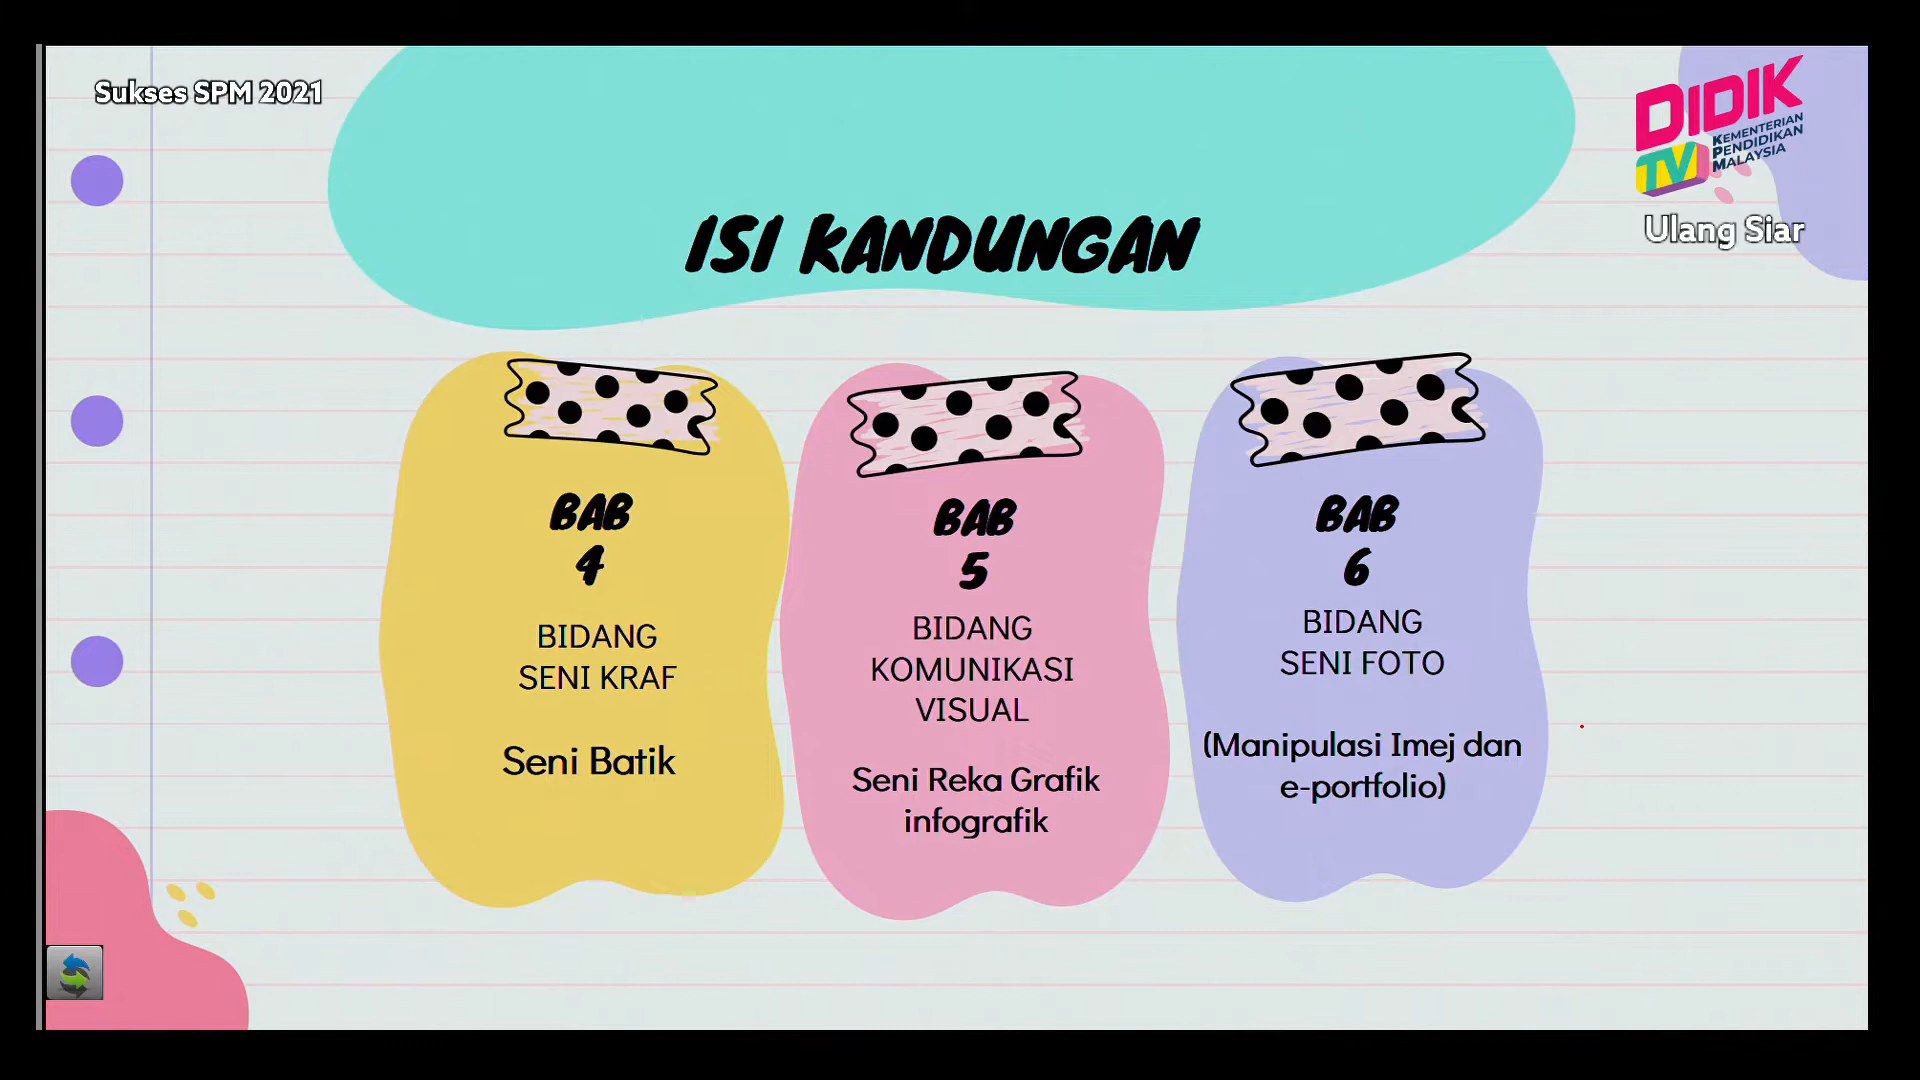 Sukses SPM 2021
DIDIK
TV
KEMENTERIAN
PENDIDIKAN
MALAYSIA
Ulang Siar
ISI KANDUNGAN
BAB
4
BIDANG
SENI KRAF
Seni Batik
BAB
5
BIDANG
KOMUNIKASI
VISUAL
Seni Reka Grafik
infografik
BAB
6
BIDANG
SENI FOTO
(Manipulasi Imej dan
e-portfolio)